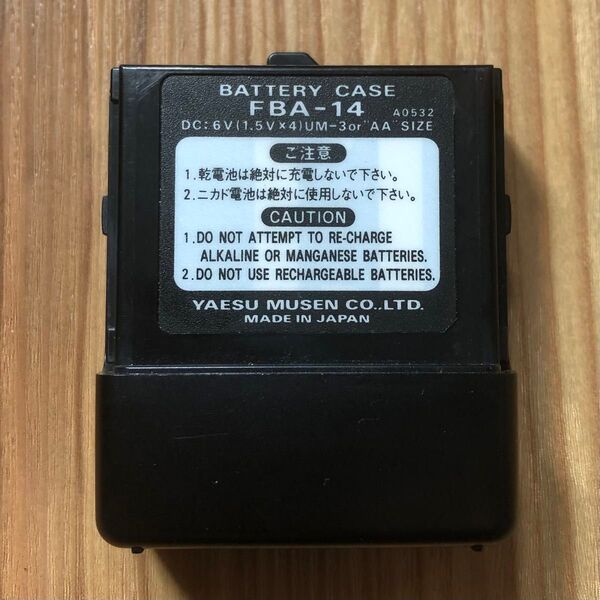 BATTERY CASE
FBA-14 A0532
DC: 6V(1.5V×4)UM-3or"AA"SIZE
ご注意
1.乾電池は絶対に充電しないで下さい。
2.ニカド電池は絶対に使用しないで下さい。
CAUTION
1.DO NOT ATTEMPT TO RE-CHARGE
ALKALINE OR MANGANESE BATTERIES.
2.DO NOT USE RECHARGEABLE BATTERIES.
YAESU MUSEN CO.,LTD.
MADE IN JAPAN